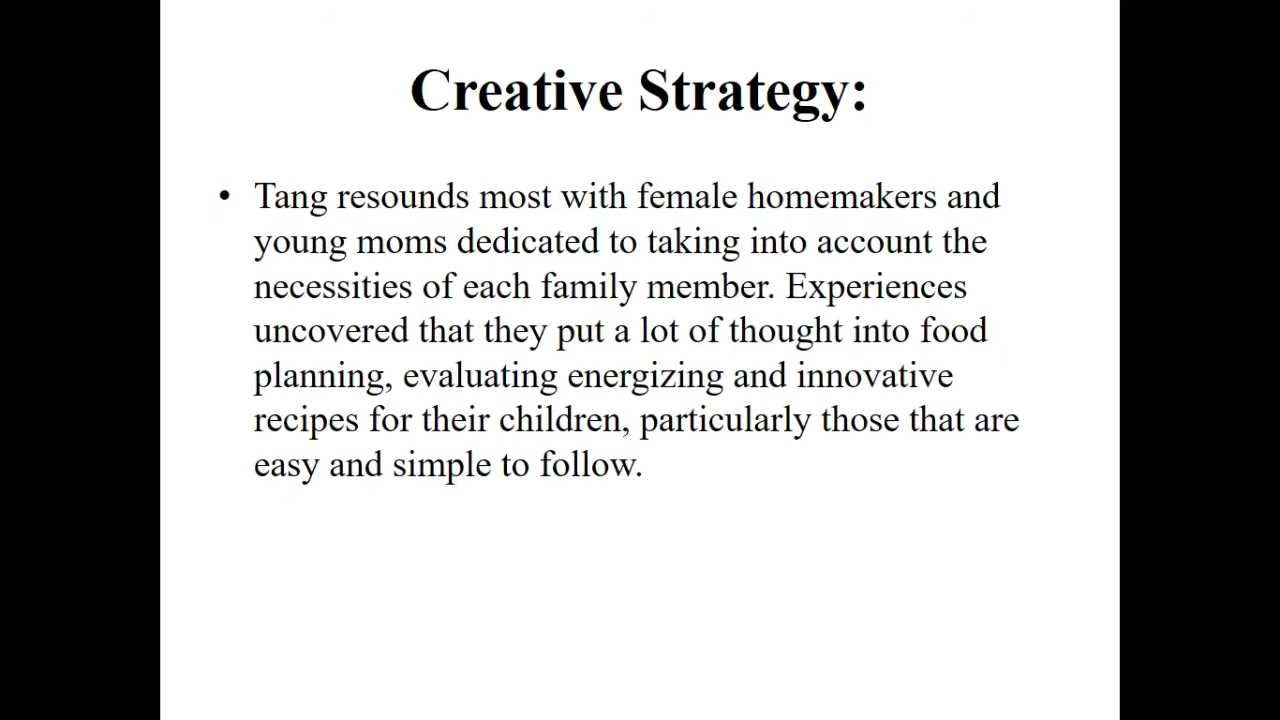 Creative Strategy:
• Tang resounds most with female homemakers and
young moms dedicated to taking into account the
necessities of each family member. Experiences
uncovered that they put a lot of thought into food
planning, evaluating energizing and innovative
recipes for their children, particularly those that are
easy and simple to follow.